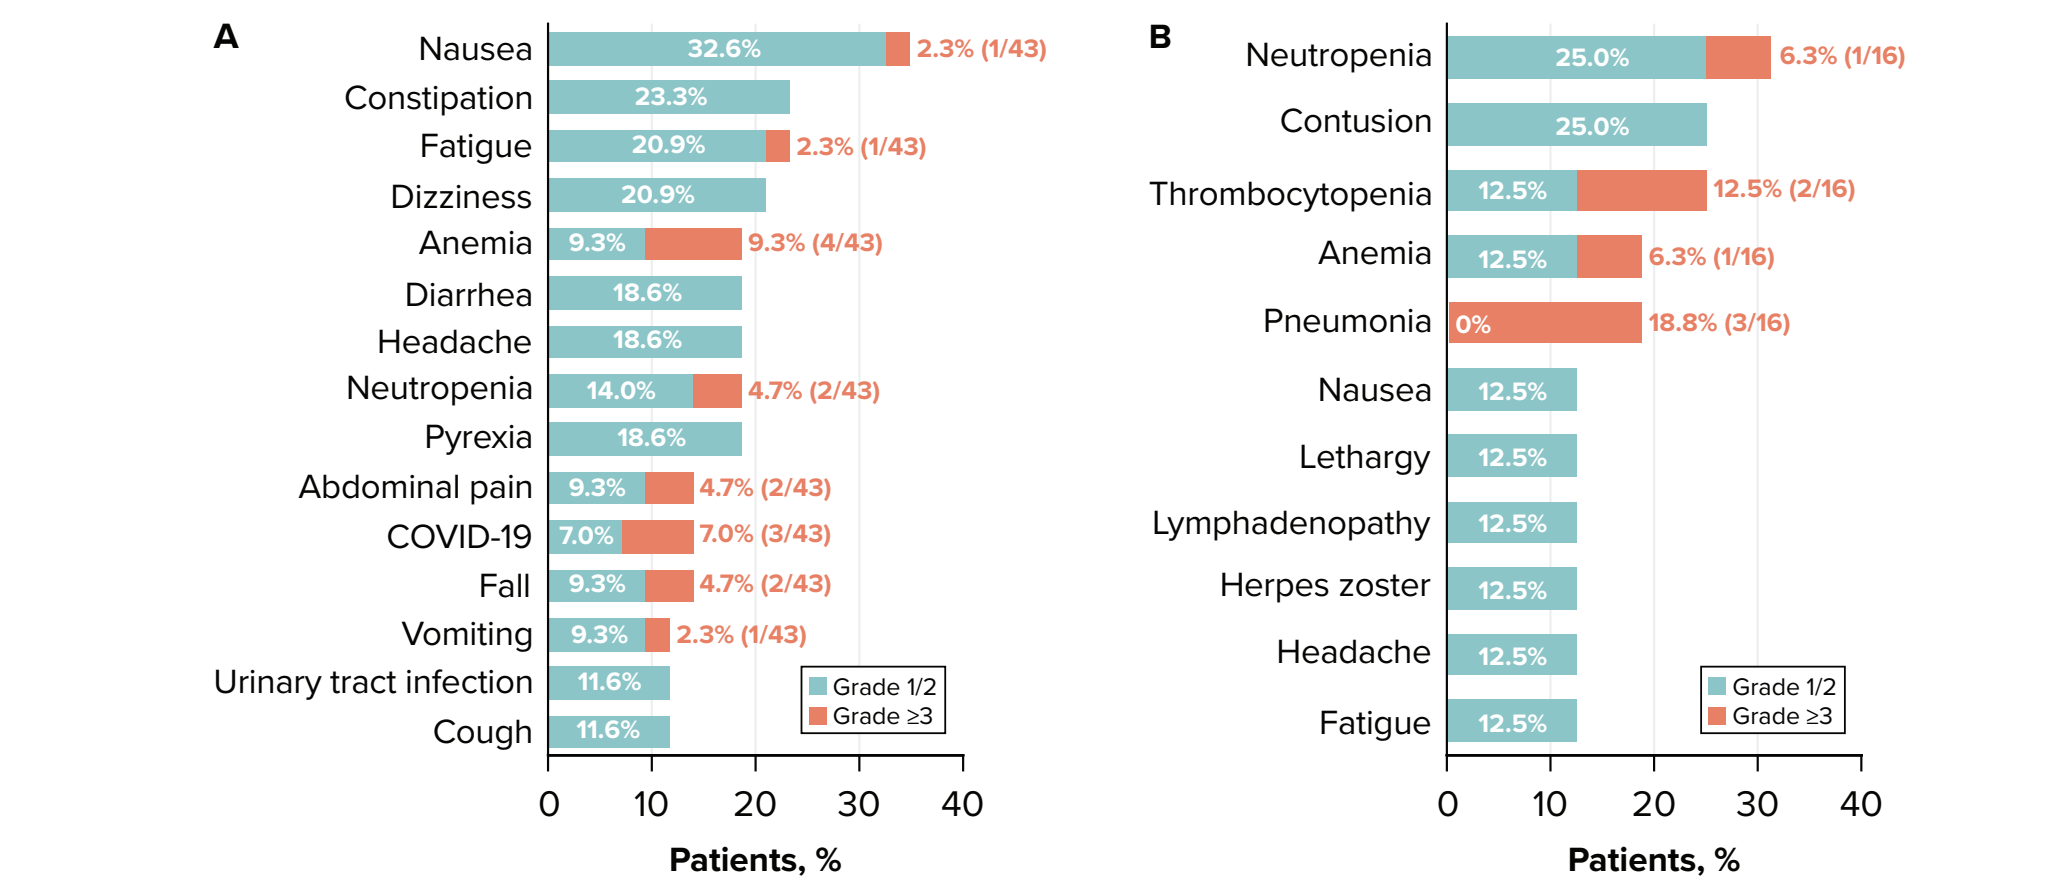 A
Nausea 32.6% 2.3% (1/43)
Constipation 23.3%
Fatigue 20.9% 2.3% (1/43)
Dizziness 20.9%
Anemia 9.3% 9.3% (4/43)
Diarrhea 18.6%
Headache 18.6%
Neutropenia 14.0% 4.7% (2/43)
Pyrexia 18.6%
Abdominal pain 9.3% 4.7% (2/43)
COVID-19 7.0% 7.0% (3/43)
Fall 9.3% 4.7% (2/43)
Vomiting 9.3% 2.3% (1/43)
Urinary tract infection 11.6%
Cough 11.6%
Grade 1/2
Grade ≥3
0 10 20 30 40
Patients, %
B
Neutropenia 25.0% 6.3% (1/16)
Contusion 25.0%
Thrombocytopenia 12.5% 12.5% (2/16)
Anemia 12.5% 6.3% (1/16)
Pneumonia 0% 18.8% (3/16)
Nausea 12.5%
Lethargy 12.5%
Lymphadenopathy 12.5%
Herpes zoster 12.5%
Headache 12.5%
Fatigue 12.5%
Grade 1/2
Grade ≥3
0 10 20 30 40
Patients, %